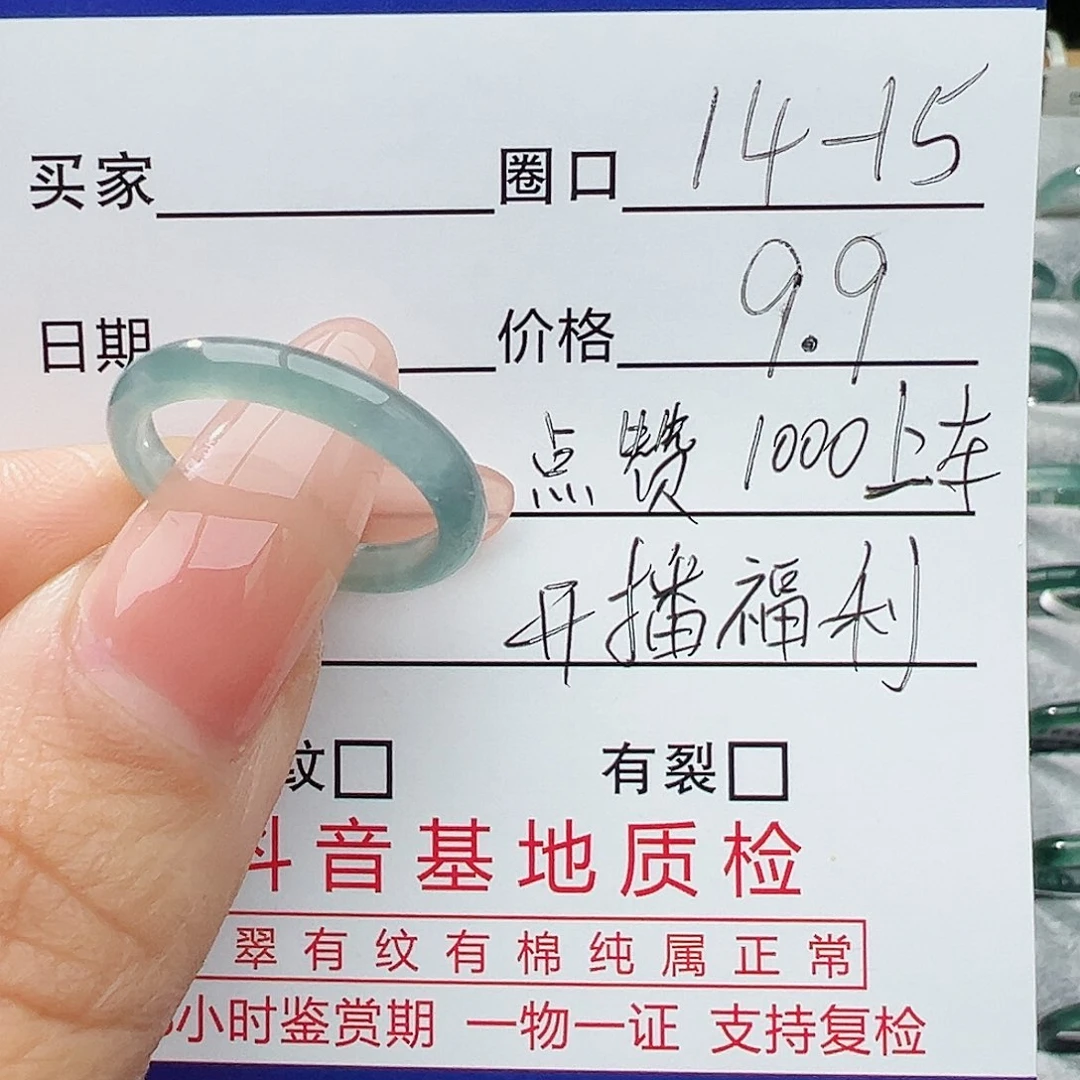 买家 圈口 14-15
日期 价格 9.9
点赞 1000上车
开播福利
纹□ 有裂□
抖音基地质检
翠有纹有棉纯属正常
小时鉴赏期 一物一证 支持复检